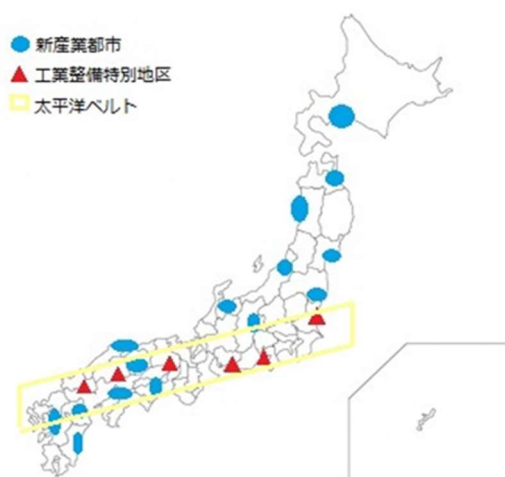 新産業都市
工業整備特別地区
太平洋ベルト